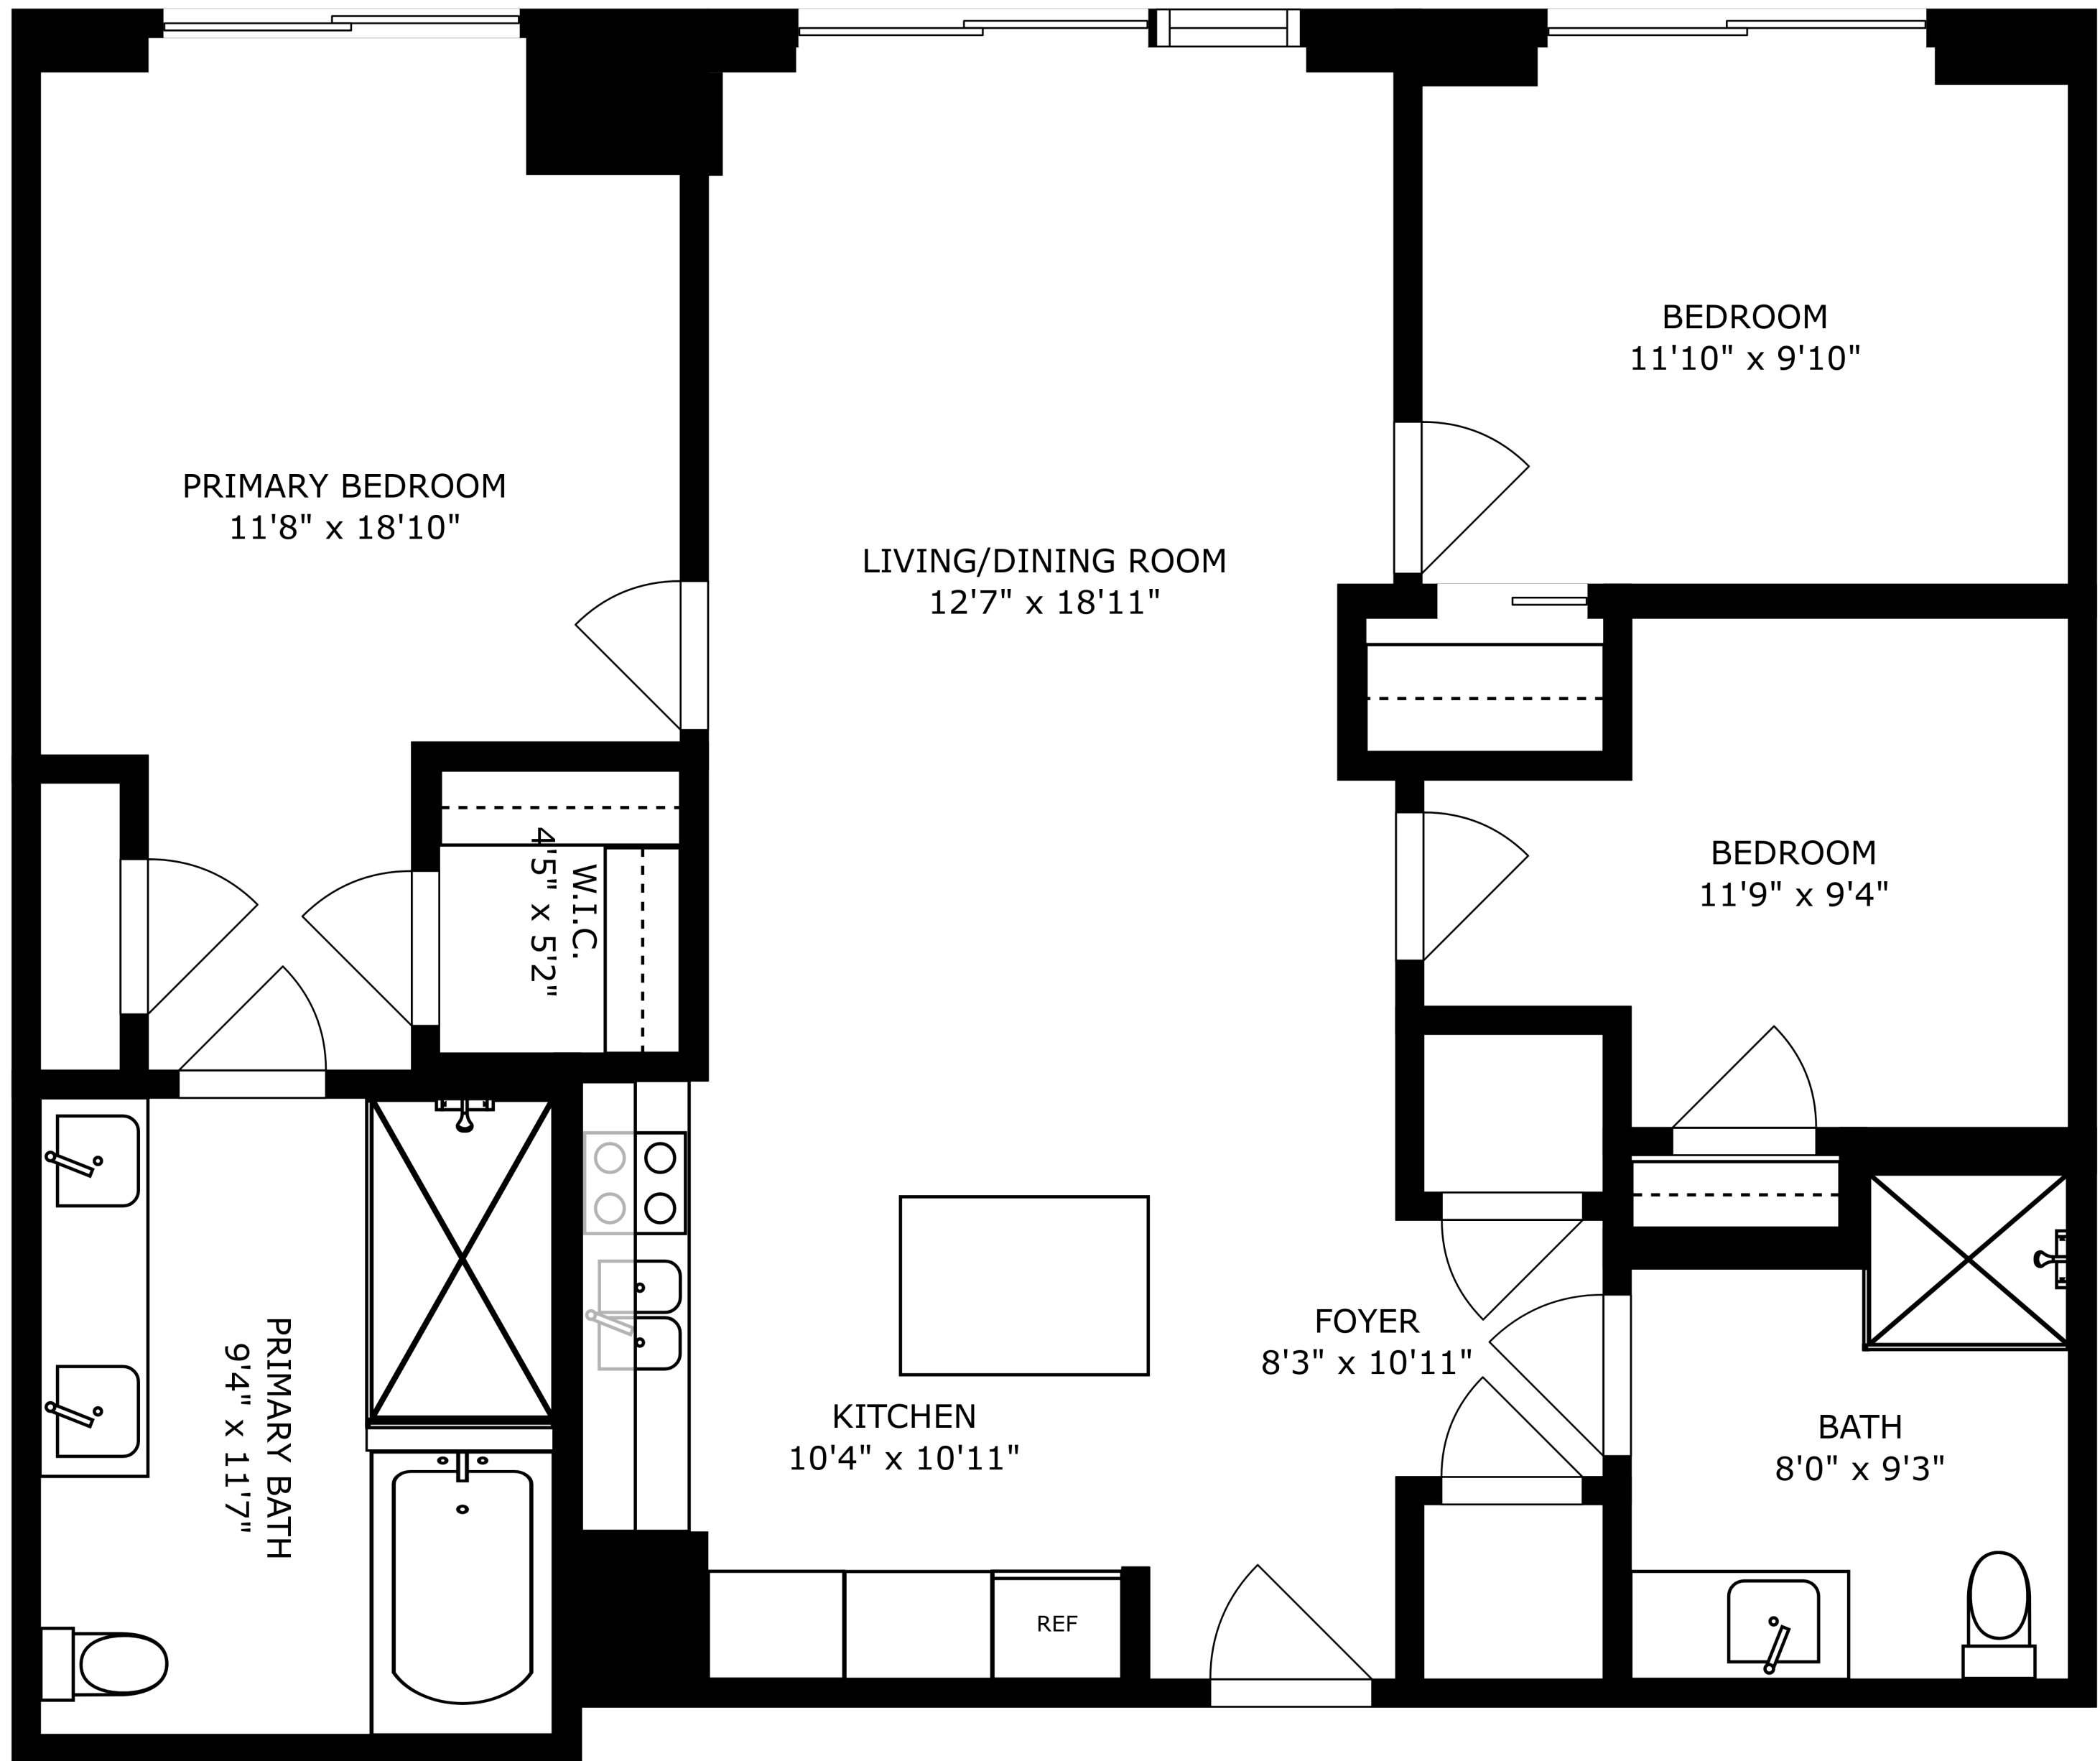 BEDROOM
11'10" x 9'10"
PRIMARY BEDROOM
11'8" x 18'10"
LIVING/DINING ROOM
12'7" x 18'11"
W.I.C.
4'5" x 5'2"
BEDROOM
11'9" x 9'4"
PRIMARY BATH
9'4" x 11'7"
FOYER
8'3" x 10'11"
KITCHEN
10'4" x 10'11"
BATH
8'0" x 9'3"
REF